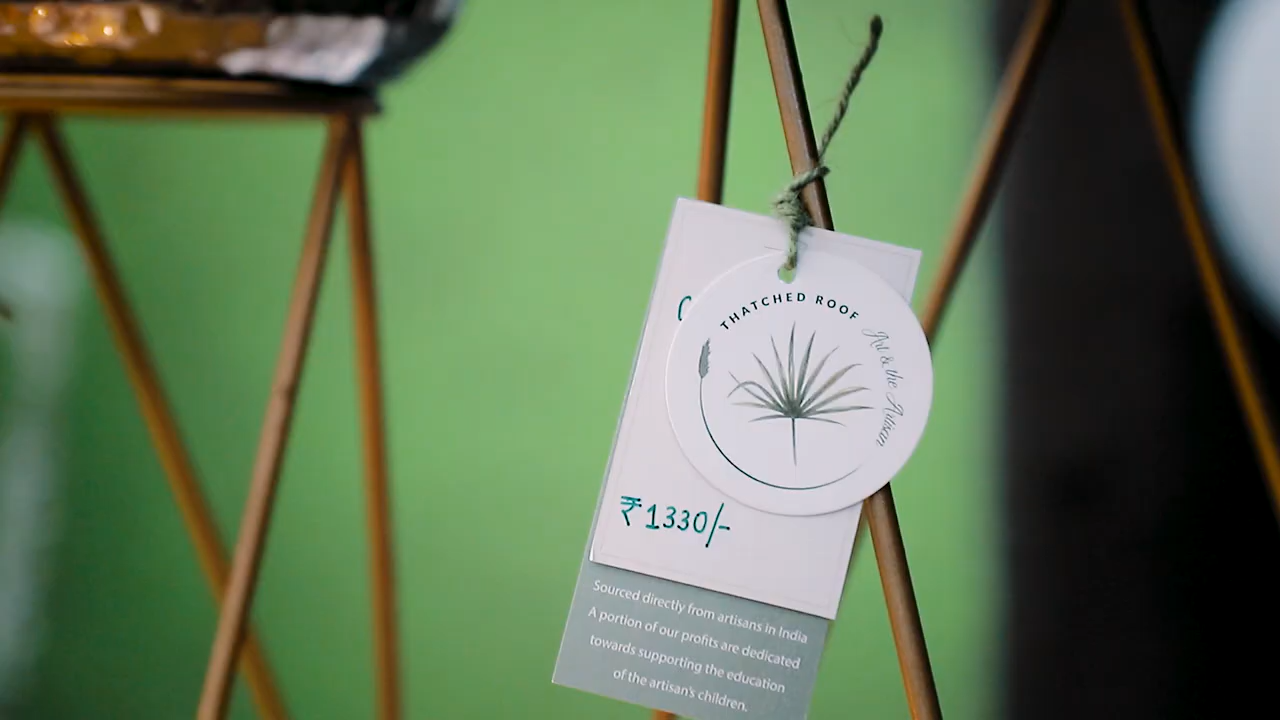 THATCHED ROOF
Art & the Artisan
₹1330/-
Sourced directly from artisans in India
A portion of our profits are dedicated
towards supporting the education
of the artisan's children.